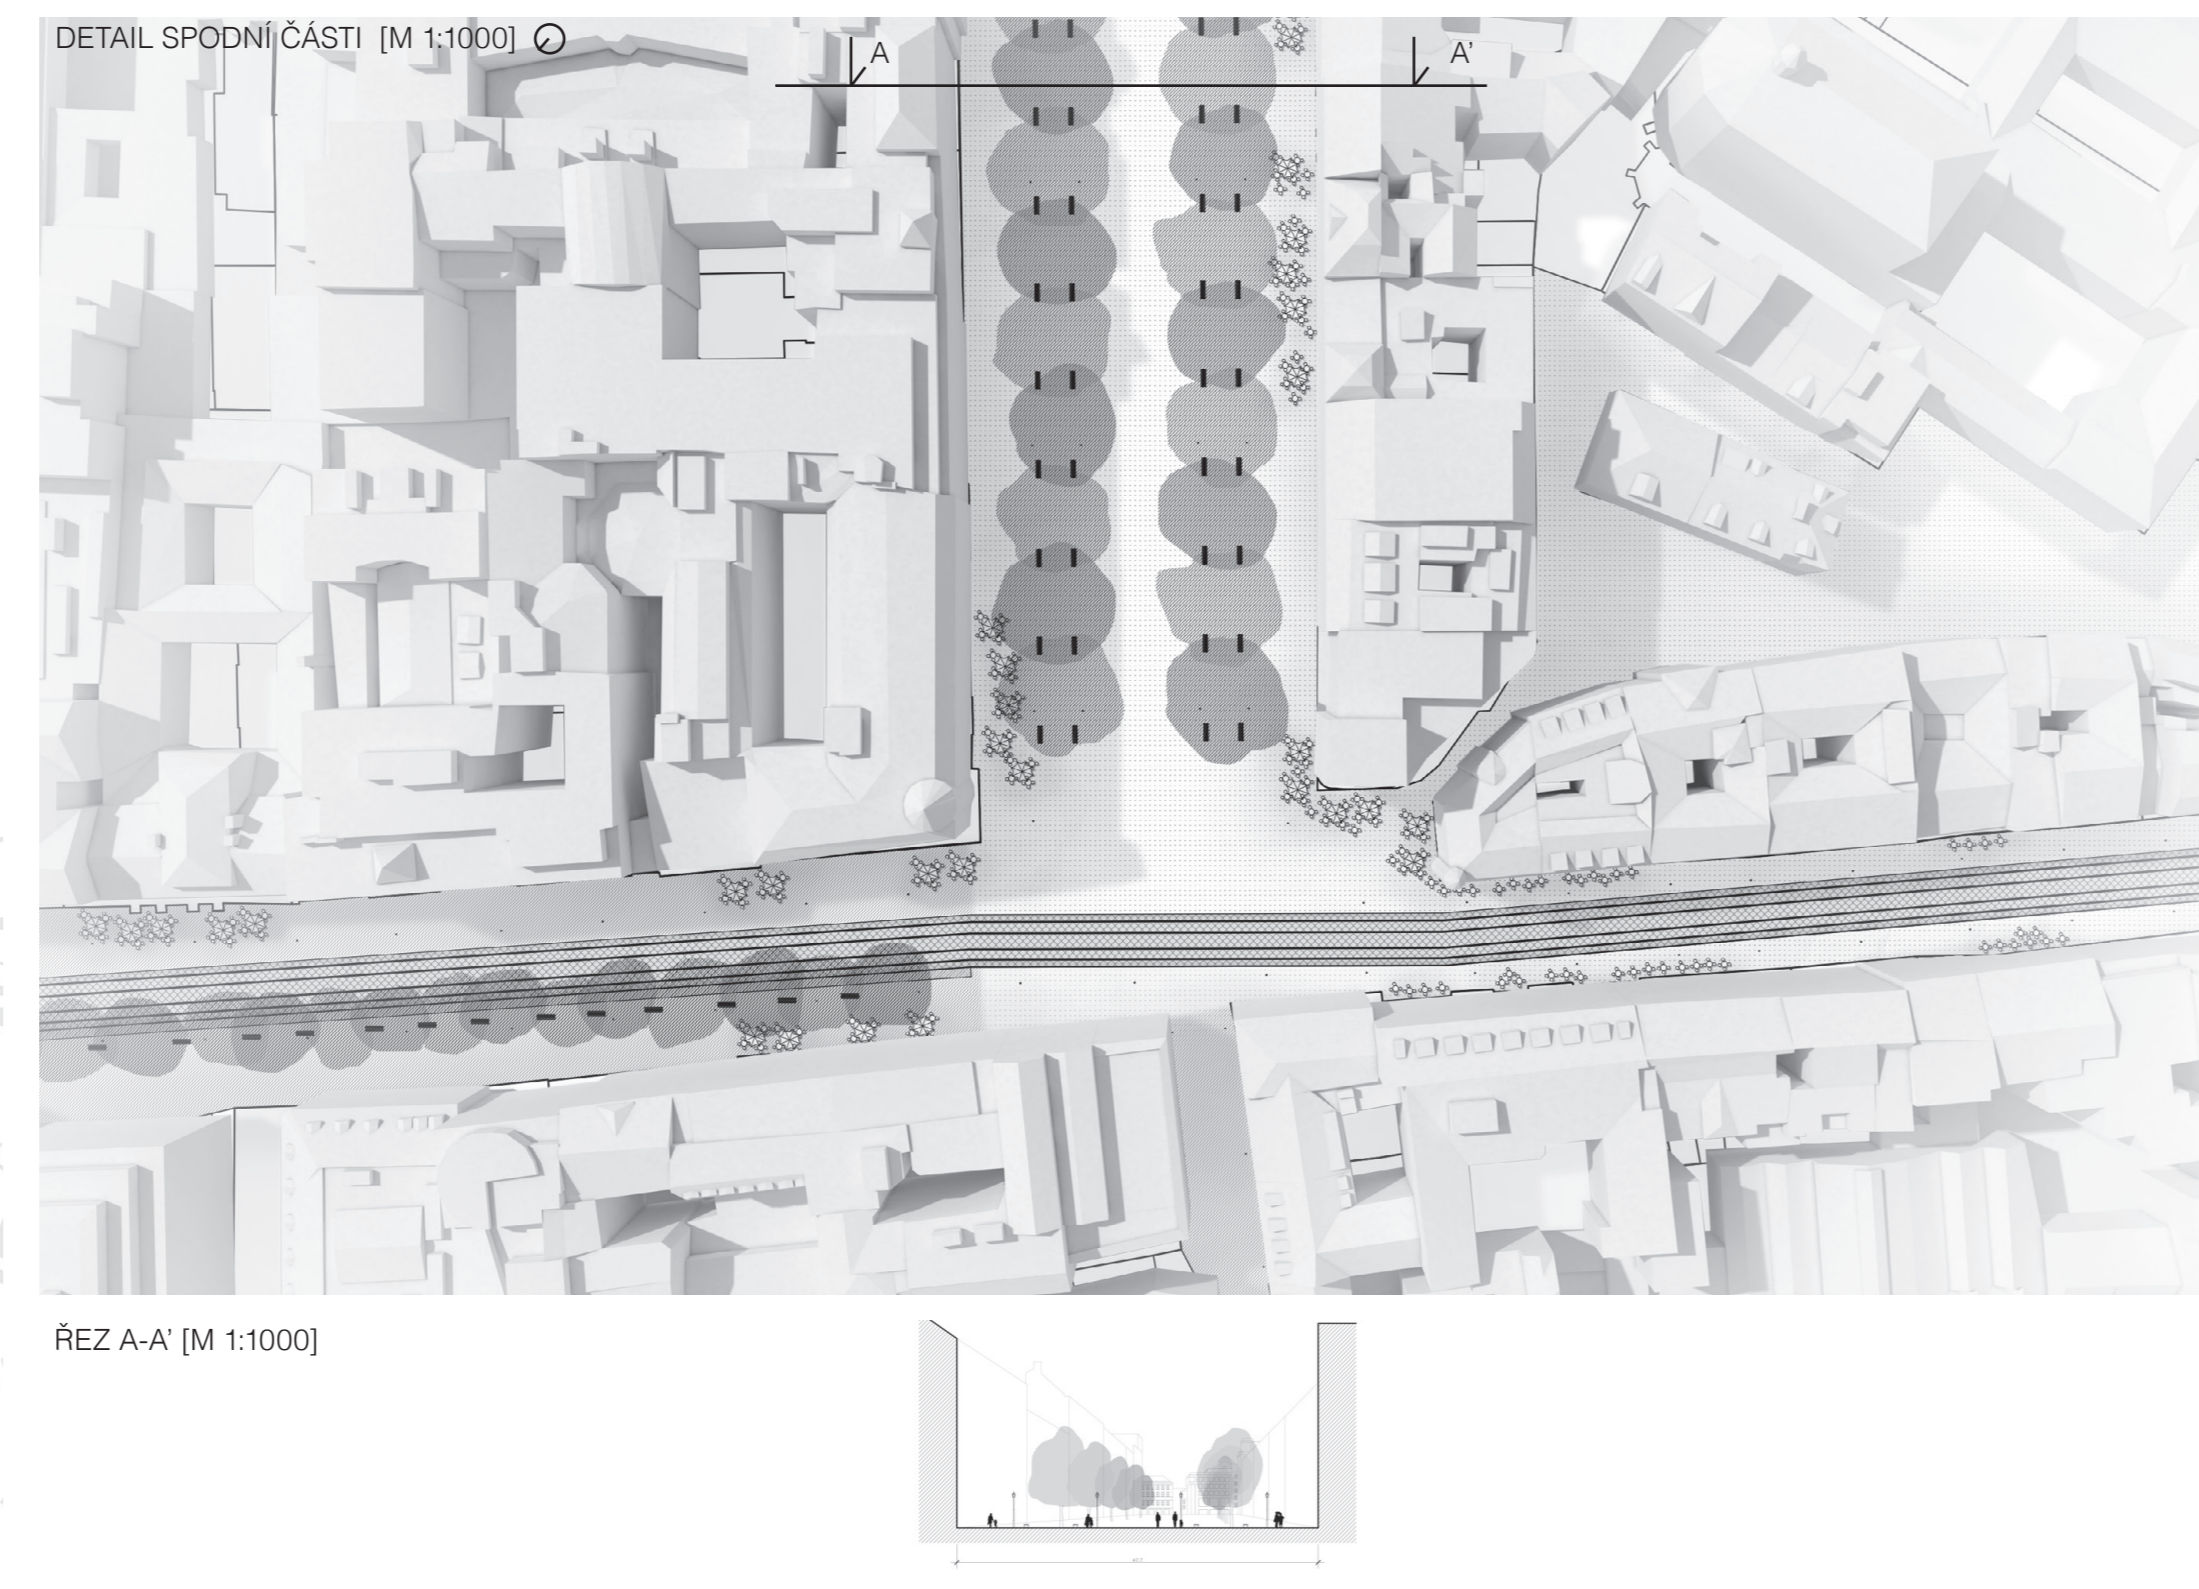 DETAIL SPODNÍ ČÁSTI [M 1:1000]
A
A’
ŘEZ A-A’ [M 1:1000]